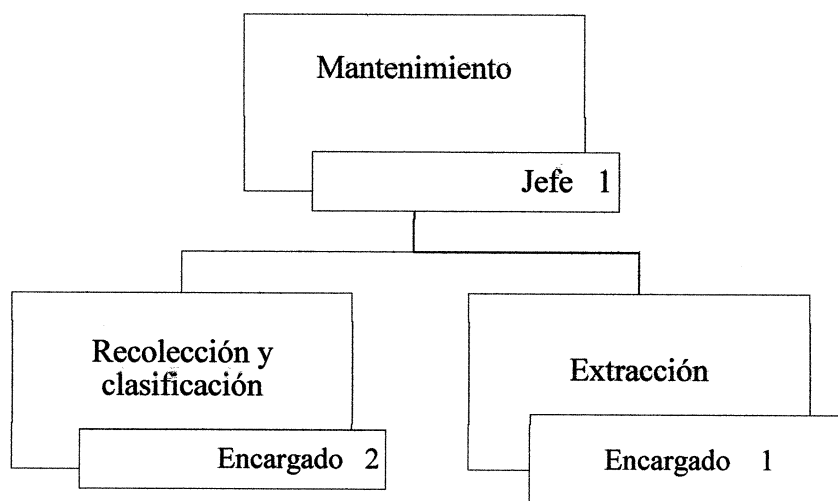 Mantenimiento
Jefe 1
Recolección y
clasificación
Encargado 2
Extracción
Encargado 1